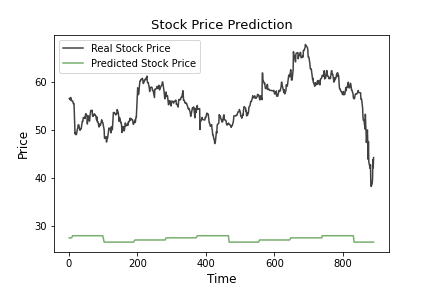 Stock Price Prediction
Real Stock Price
Predicted Stock Price
60
50
40
30
Price
0 200 400 600 800
Time